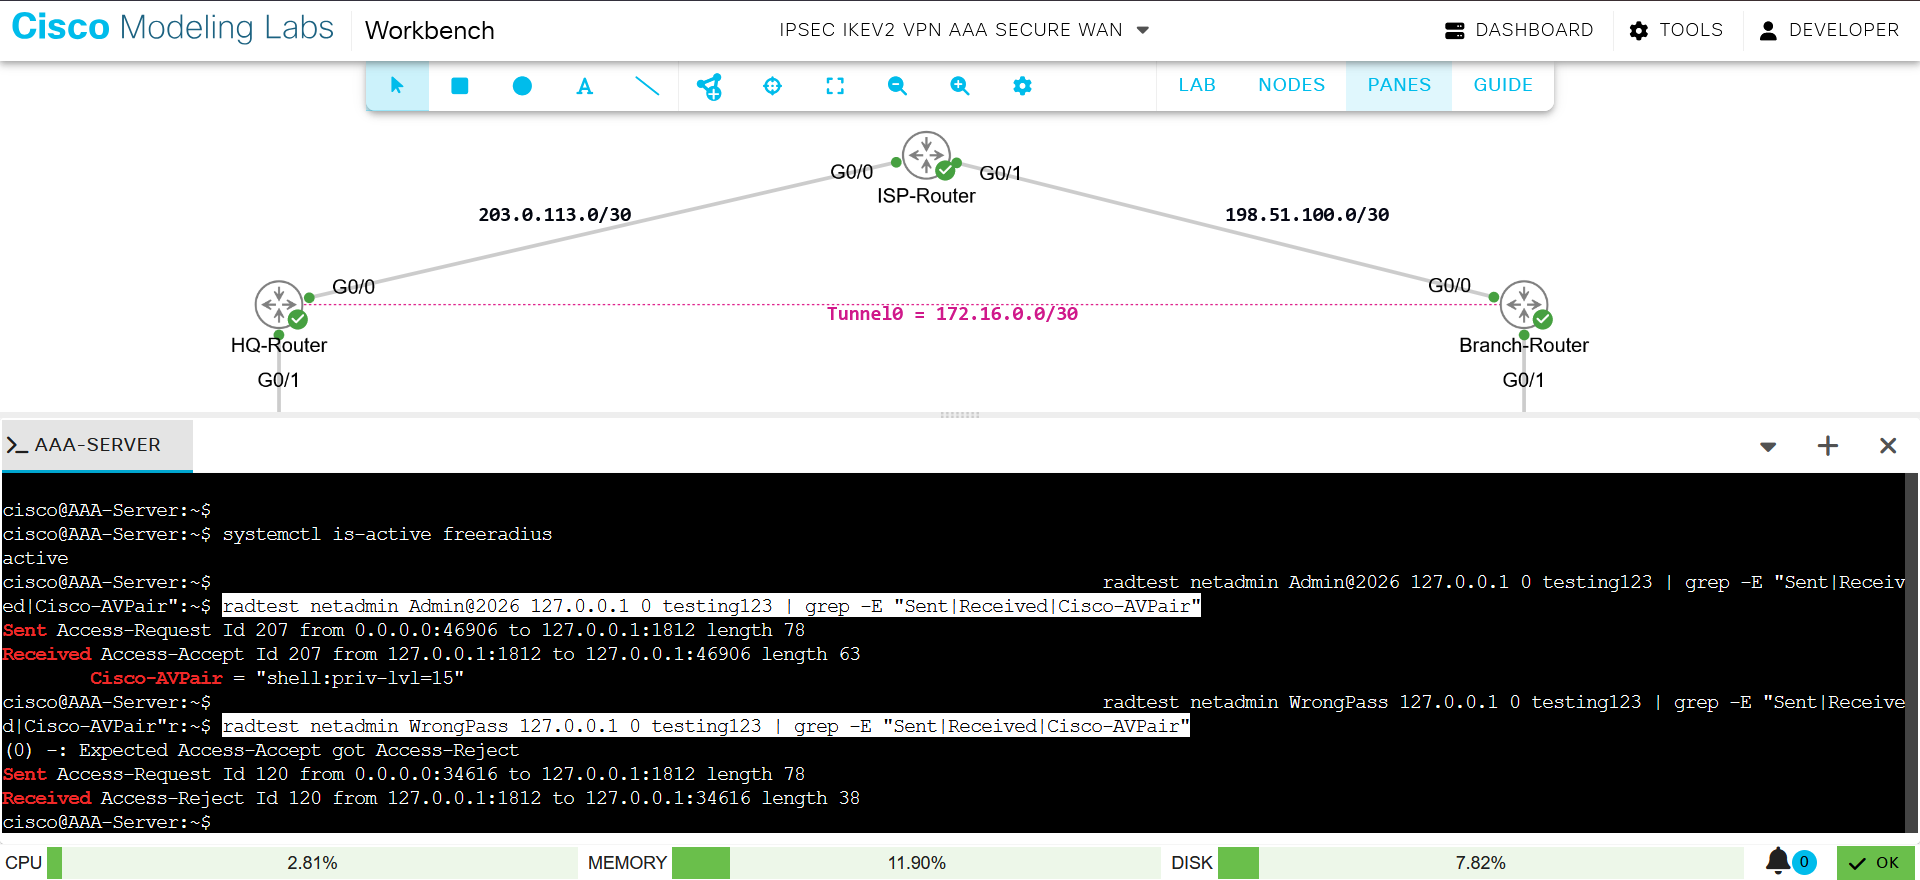 Cisco Modeling Labs Workbench IPSEC IKEV2 VPN AAA SECURE WAN DASHBOARD TOOLS DEVELOPER
A LAB NODES PANES GUIDE
G0/0 G0/1
ISP-Router
203.0.113.0/30 198.51.100.0/30
G0/0 G0/0
Tunnel0 = 172.16.0.0/30
HQ-Router Branch-Router
G0/1 G0/1
>_ AAA-SERVER
cisco@AAA-Server:~$
cisco@AAA-Server:~$ systemctl is-active freeradius
active
cisco@AAA-Server:~$ radtest netadmin Admin@2026 127.0.0.1 0 testing123 | grep -E "Sent|Receiv
ed|Cisco-AVPair":~$ radtest netadmin Admin@2026 127.0.0.1 0 testing123 | grep -E "Sent|Received|Cisco-AVPair"
Sent Access-Request Id 207 from 0.0.0.0:46906 to 127.0.0.1:1812 length 78
Received Access-Accept Id 207 from 127.0.0.1:1812 to 127.0.0.1:46906 length 63
Cisco-AVPair = "shell:priv-lvl=15"
cisco@AAA-Server:~$ radtest netadmin WrongPass 127.0.0.1 0 testing123 | grep -E "Sent|Receive
d|Cisco-AVPair"r:~$ radtest netadmin WrongPass 127.0.0.1 0 testing123 | grep -E "Sent|Received|Cisco-AVPair"
(0) -: Expected Access-Accept got Access-Reject
Sent Access-Request Id 120 from 0.0.0.0:34616 to 127.0.0.1:1812 length 78
Received Access-Reject Id 120 from 127.0.0.1:1812 to 127.0.0.1:34616 length 38
cisco@AAA-Server:~$
CPU 2.81% MEMORY 11.90% DISK 7.82% 0 OK